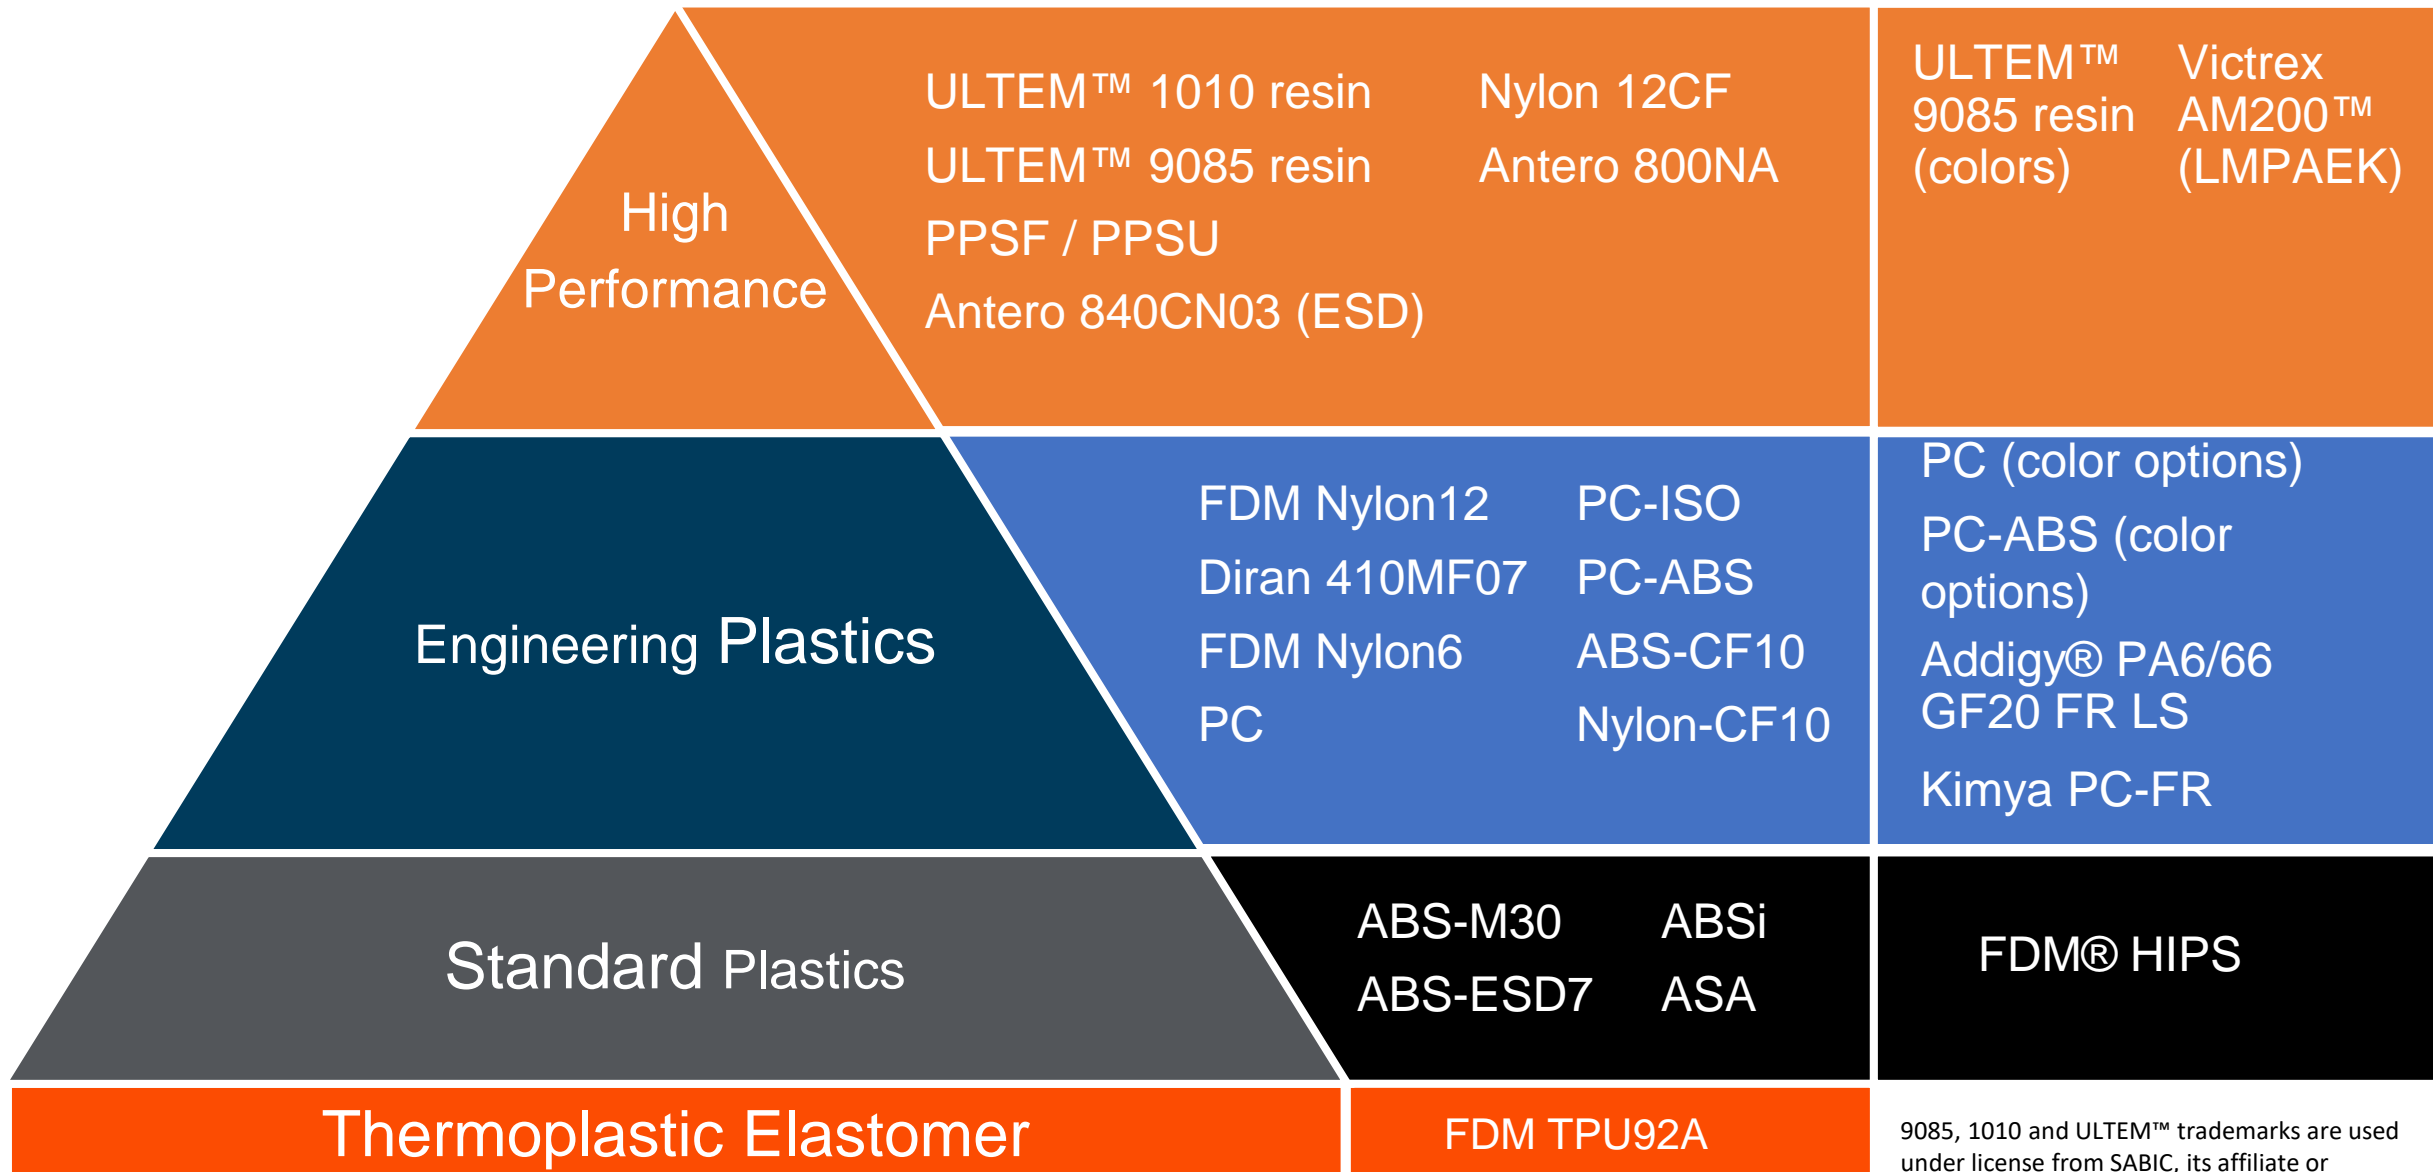 High
Performance
ULTEM™ 1010 resin
ULTEM™ 9085 resin
PPSF / PPSU
Antero 840CN03 (ESD)
Nylon 12CF
Antero 800NA
ULTEM™
9085 resin
(colors)
Victrex
AM200™
(LMPAEK)
Engineering Plastics
FDM Nylon12
Diran 410MF07
FDM Nylon6
PC
PC-ISO
PC-ABS
ABS-CF10
Nylon-CF10
PC (color options)
PC-ABS (color
options)
Addigy® PA6/66
GF20 FR LS
Kimya PC-FR
Standard Plastics
ABS-M30
ABS-ESD7
ABSi
ASA
FDM® HIPS
Thermoplastic Elastomer
FDM TPU92A
9085, 1010 and ULTEM™ trademarks are used
under license from SABIC, its affiliate or